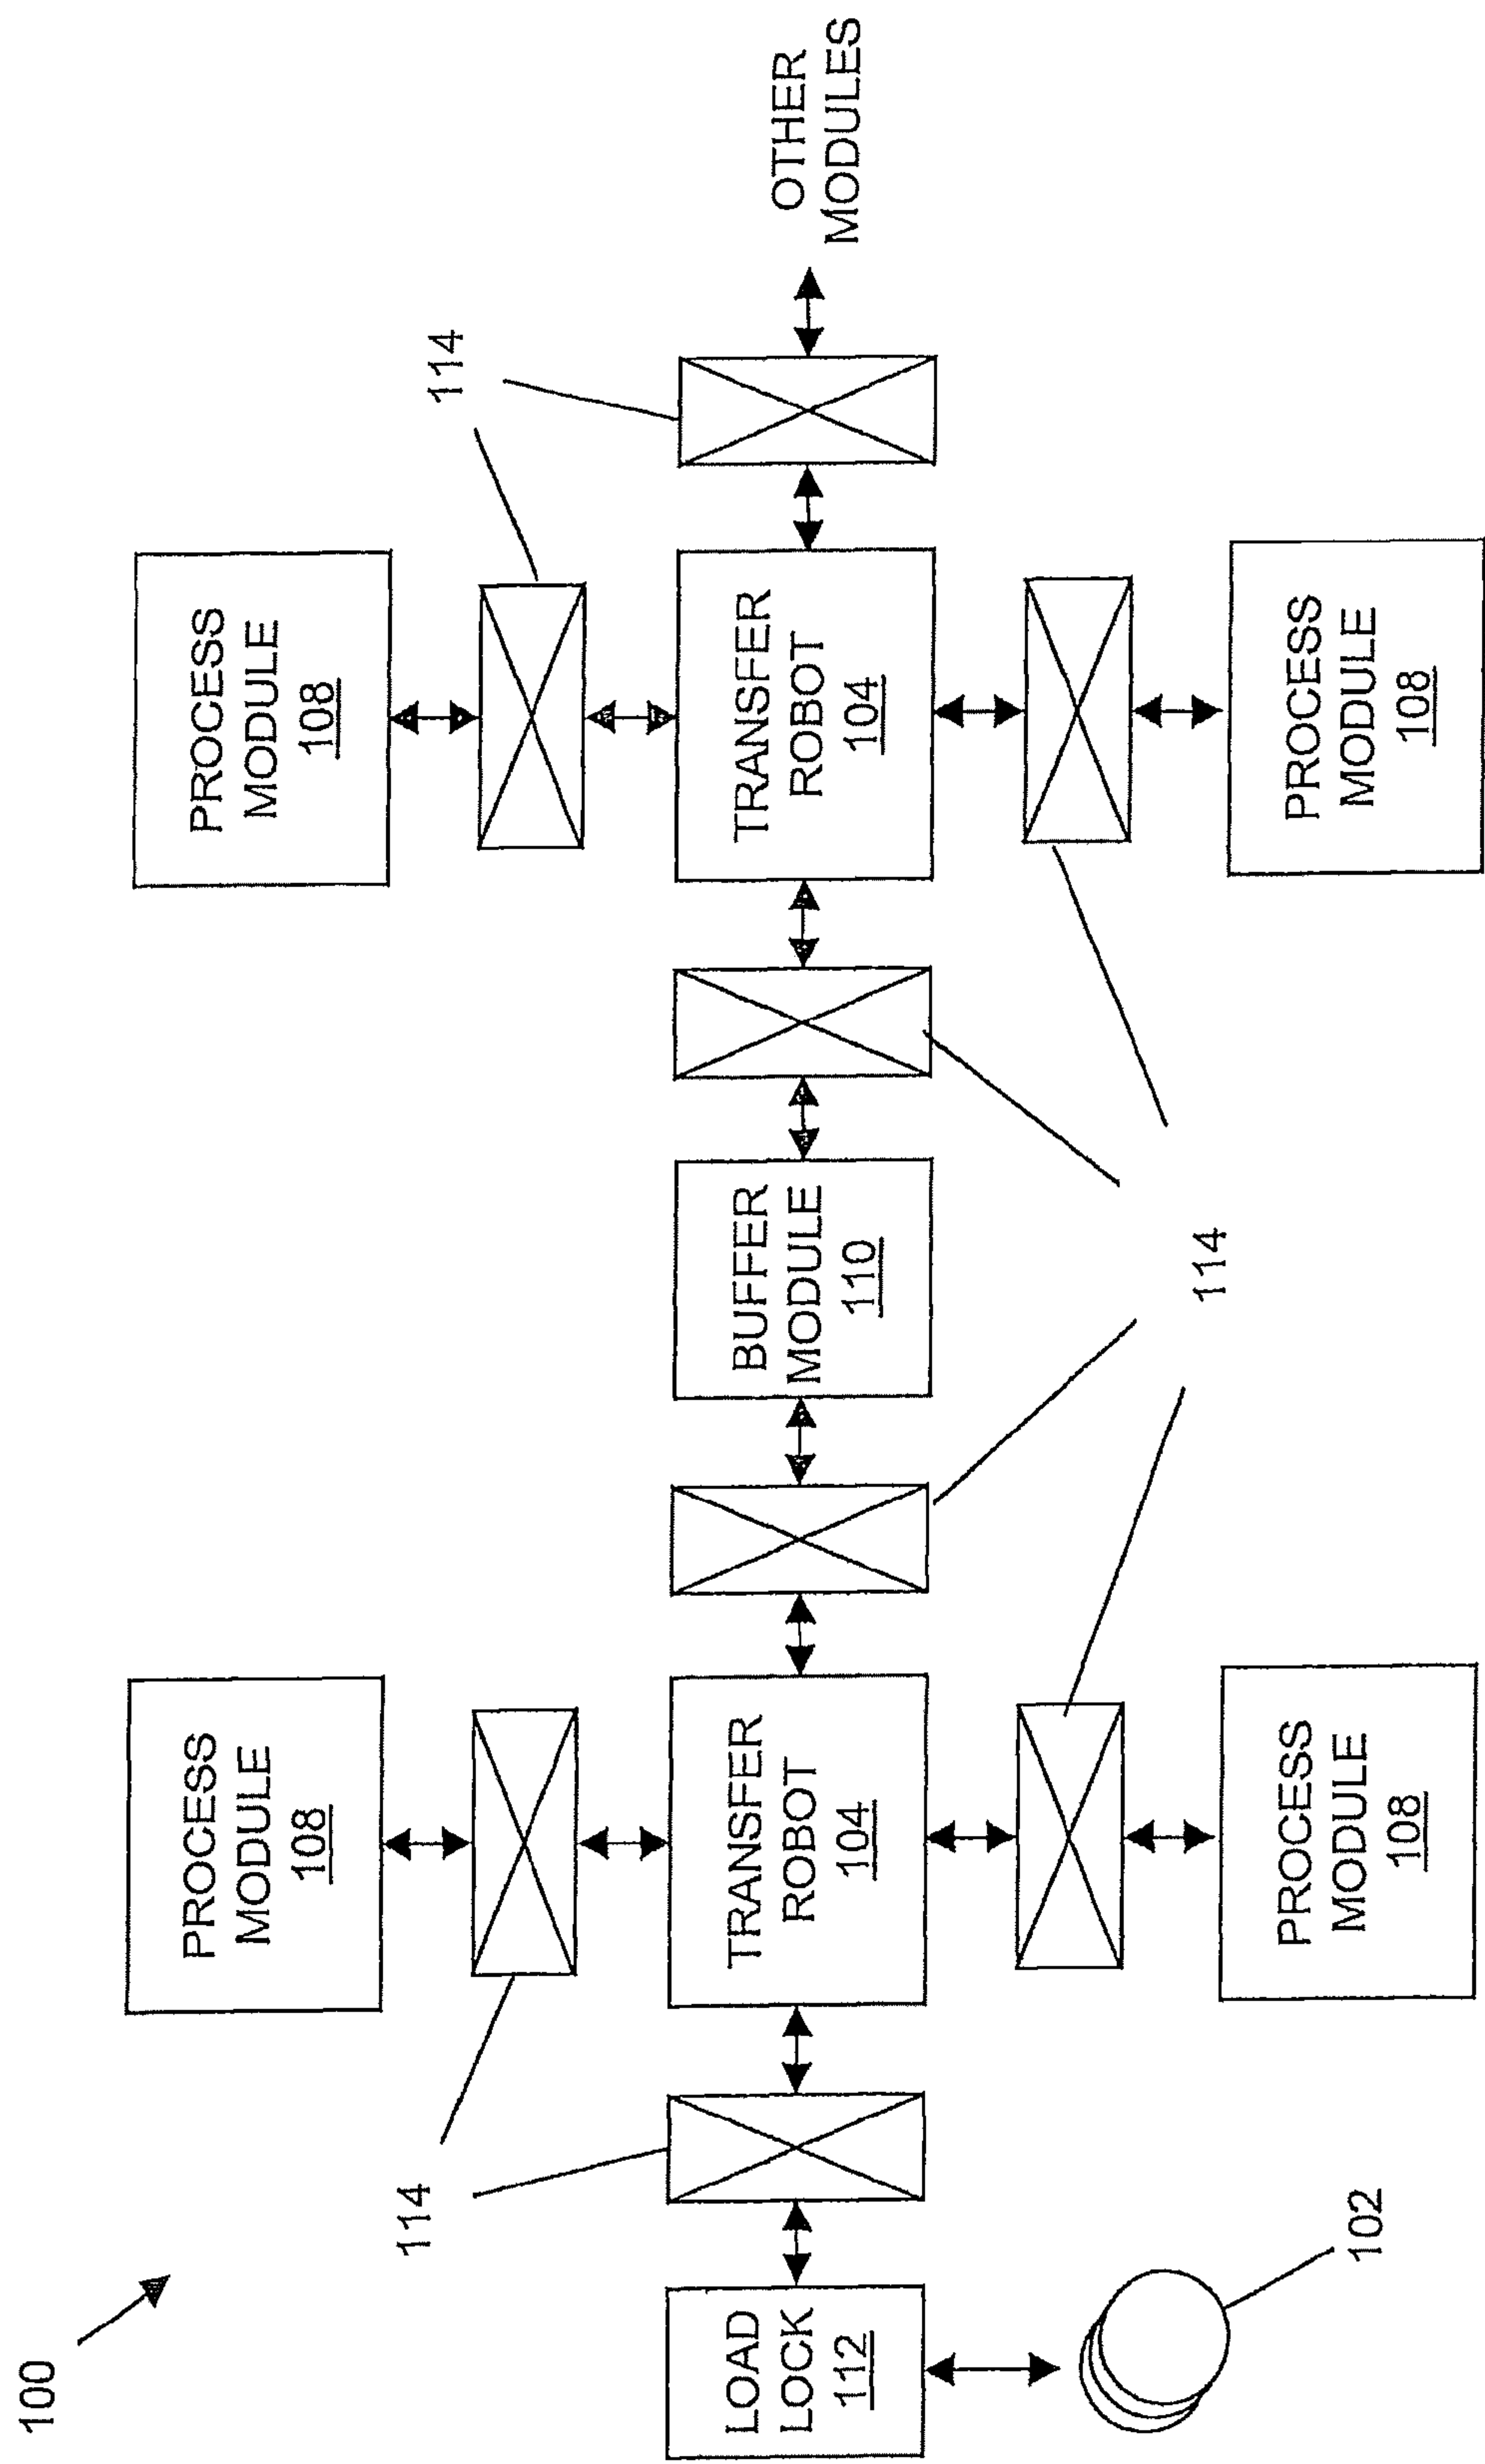 100
PROCESS
MODULE
108
PROCESS
MODULE
108
114
114
LOAD
LOCK
112
TRANSFER
ROBOT
104
BUFFER
MODULE
110
TRANSFER
ROBOT
104
OTHER
MODULES
114
102
PROCESS
MODULE
108
PROCESS
MODULE
108